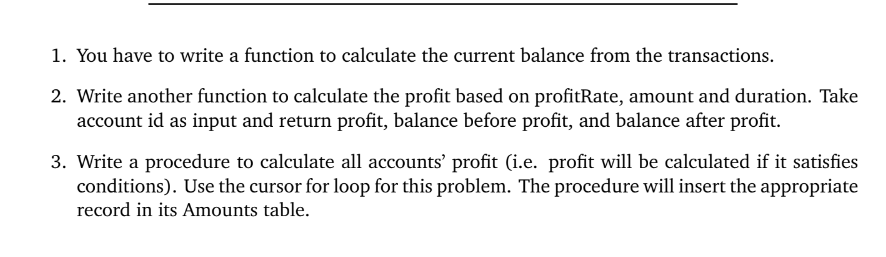 1. You have to write a function to calculate the current balance from the transactions.
2. Write another function to calculate the profit based on profitRate, amount and duration. Take
account id as input and return profit, balance before profit, and balance after profit.
3. Write a procedure to calculate all accounts' profit (i.e. profit will be calculated if it satisfies
conditions). Use the cursor for loop for this problem. The procedure will insert the appropriate
record in its Amounts table.